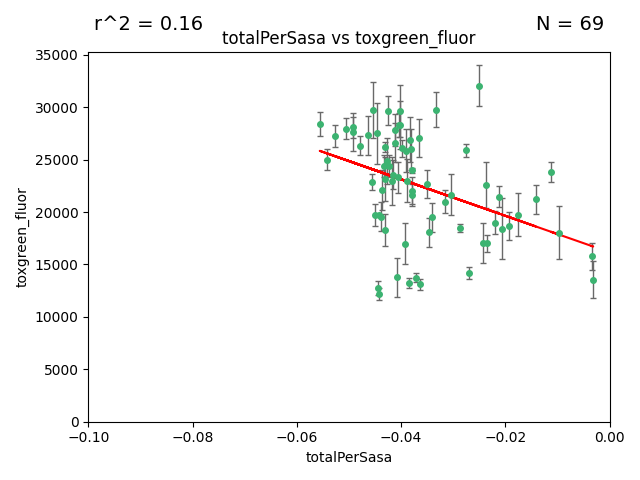 r^2 = 0.16
N = 69
totalPerSasa vs toxgreen_fluor
35000
30000
25000
20000
15000
10000
5000
0
toxgreen_fluor
−0.10
−0.08
−0.06
−0.04
−0.02
0.00
totalPerSasa